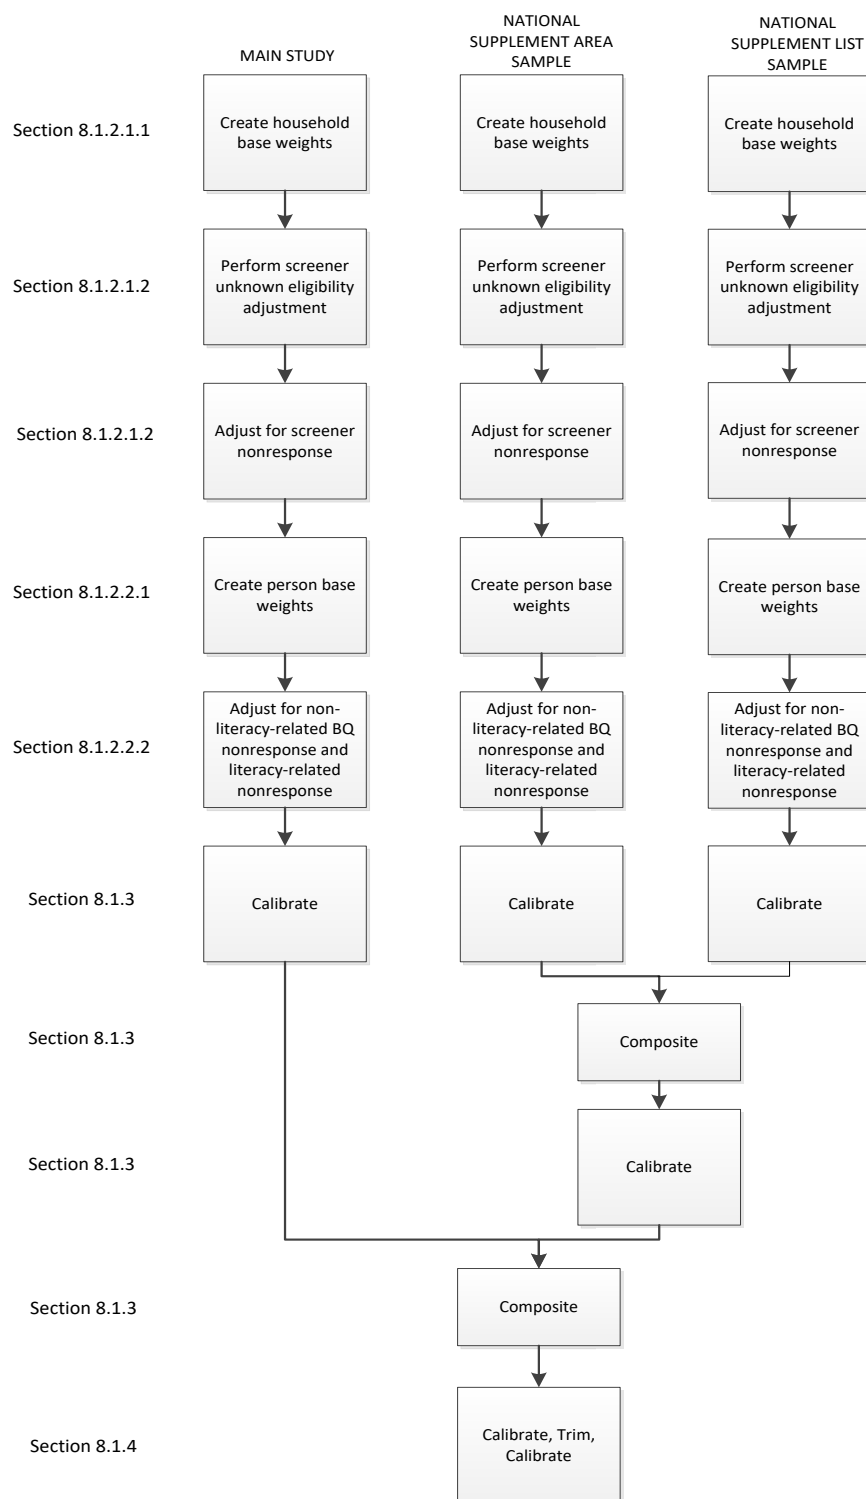 MAIN STUDY
NATIONAL
SUPPLEMENT AREA
SAMPLE
NATIONAL
SUPPLEMENT LIST
SAMPLE
Section 8.1.2.1.1
Create household
base weights
Create household
base weights
Create household
base weights
Section 8.1.2.1.2
Perform screener
unknown eligibility
adjustment
Perform screener
unknown eligibility
adjustment
Perform screener
unknown eligibility
adjustment
Section 8.1.2.1.2
Adjust for screener
nonresponse
Adjust for screener
nonresponse
Adjust for screener
nonresponse
Section 8.1.2.2.1
Create person base
weights
Create person base
weights
Create person base
weights
Section 8.1.2.2.2
Adjust for non-
literacy-related BQ
nonresponse and
literacy-related
nonresponse
Adjust for non-
literacy-related BQ
nonresponse and
literacy-related
nonresponse
Adjust for non-
literacy-related BQ
nonresponse and
literacy-related
nonresponse
Section 8.1.3
Calibrate
Calibrate
Calibrate
Section 8.1.3
Composite
Section 8.1.3
Calibrate
Section 8.1.3
Composite
Section 8.1.4
Calibrate, Trim,
Calibrate